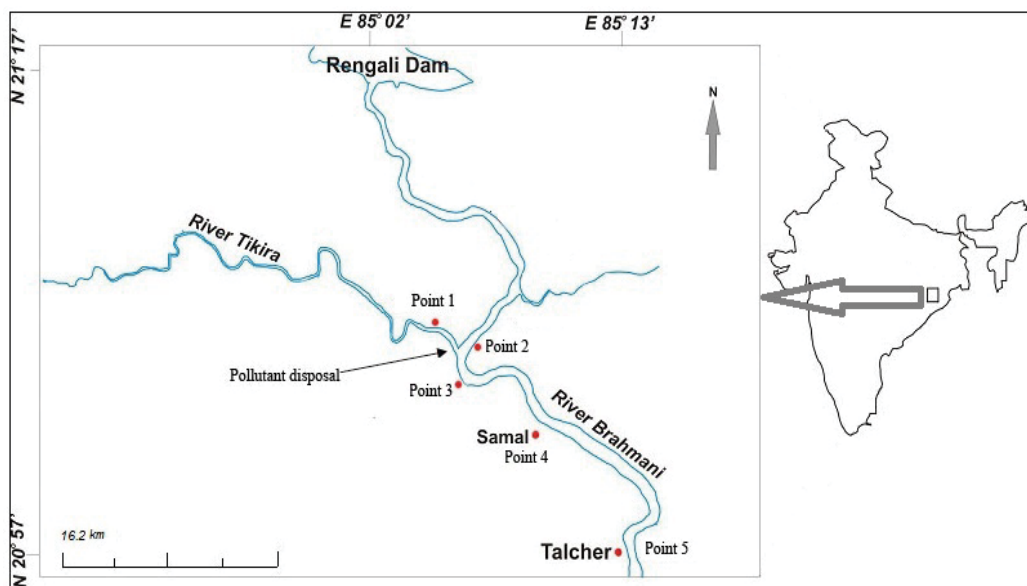 E 85° 02’
E 85° 13’
N 21° 17’
Rengali Dam
N
River Tikira
Point 1
Point 2
Pollutant disposal
Point 3
River Brahmani
Samal
Point 4
16.2 km
Talcher
Point 5
N 20° 57’